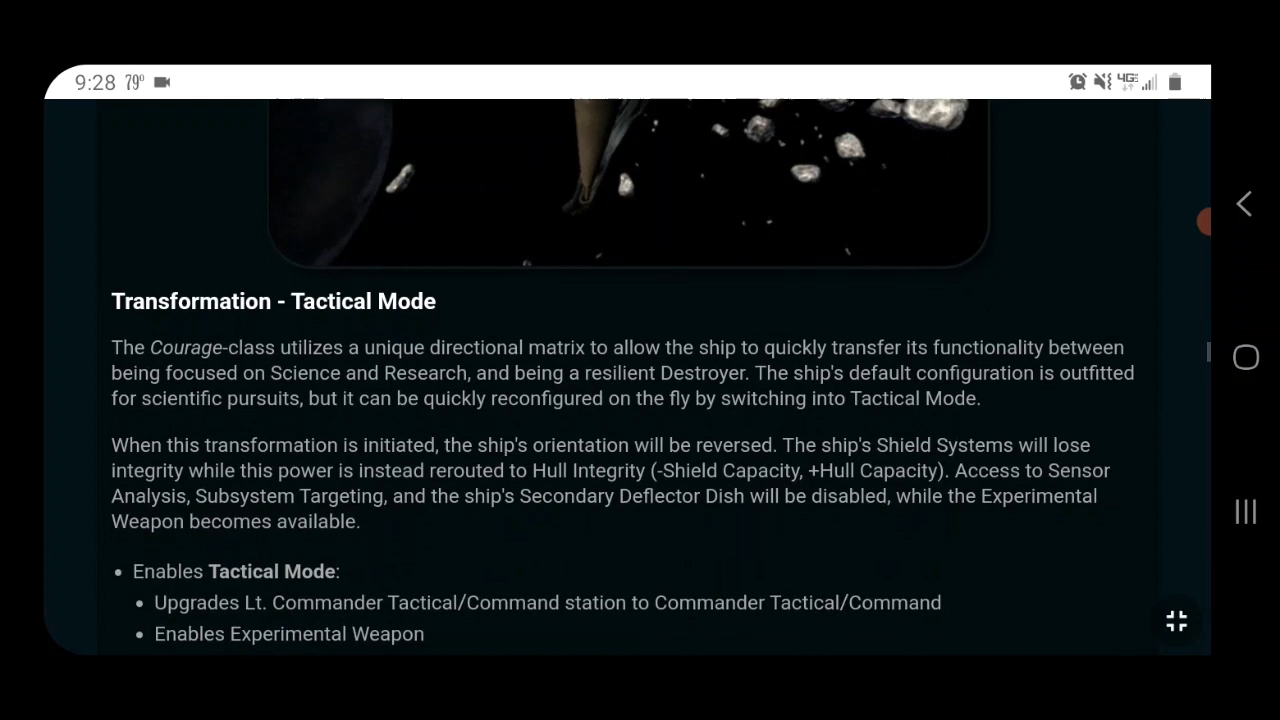 9:28 79°
4GE
Transformation - Tactical Mode
The Courage-class utilizes a unique directional matrix to allow the ship to quickly transfer its functionality between
being focused on Science and Research, and being a resilient Destroyer. The ship's default configuration is outfitted
for scientific pursuits, but it can be quickly reconfigured on the fly by switching into Tactical Mode.
When this transformation is initiated, the ship's orientation will be reversed. The ship's Shield Systems will lose
integrity while this power is instead rerouted to Hull Integrity (-Shield Capacity, +Hull Capacity). Access to Sensor
Analysis, Subsystem Targeting, and the ship's Secondary Deflector Dish will be disabled, while the Experimental
Weapon becomes available.
• Enables Tactical Mode:
• Upgrades Lt. Commander Tactical/Command station to Commander Tactical/Command
• Enables Experimental Weapon